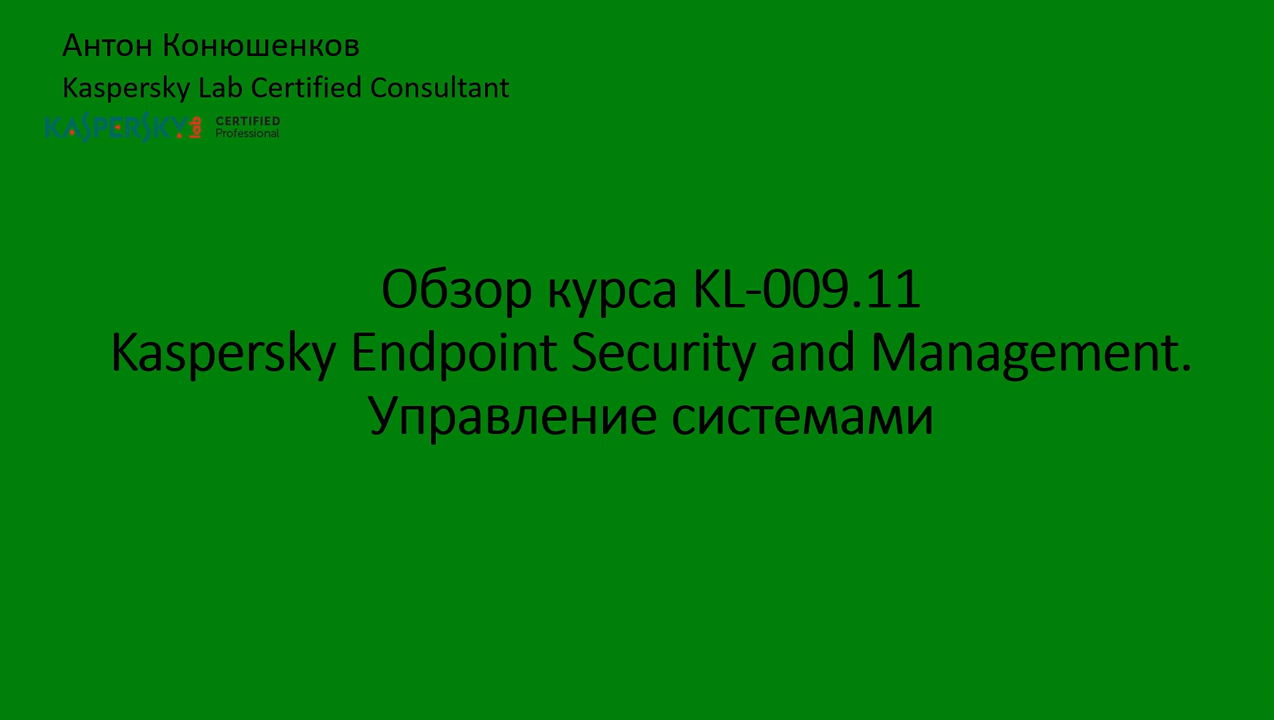 Антон Конюшенков
Kaspersky Lab Certified Consultant
KASPERSKY lab CERTIFIED
Professional
Обзор курса KL-009.11
Kaspersky Endpoint Security and Management.
Управление системами